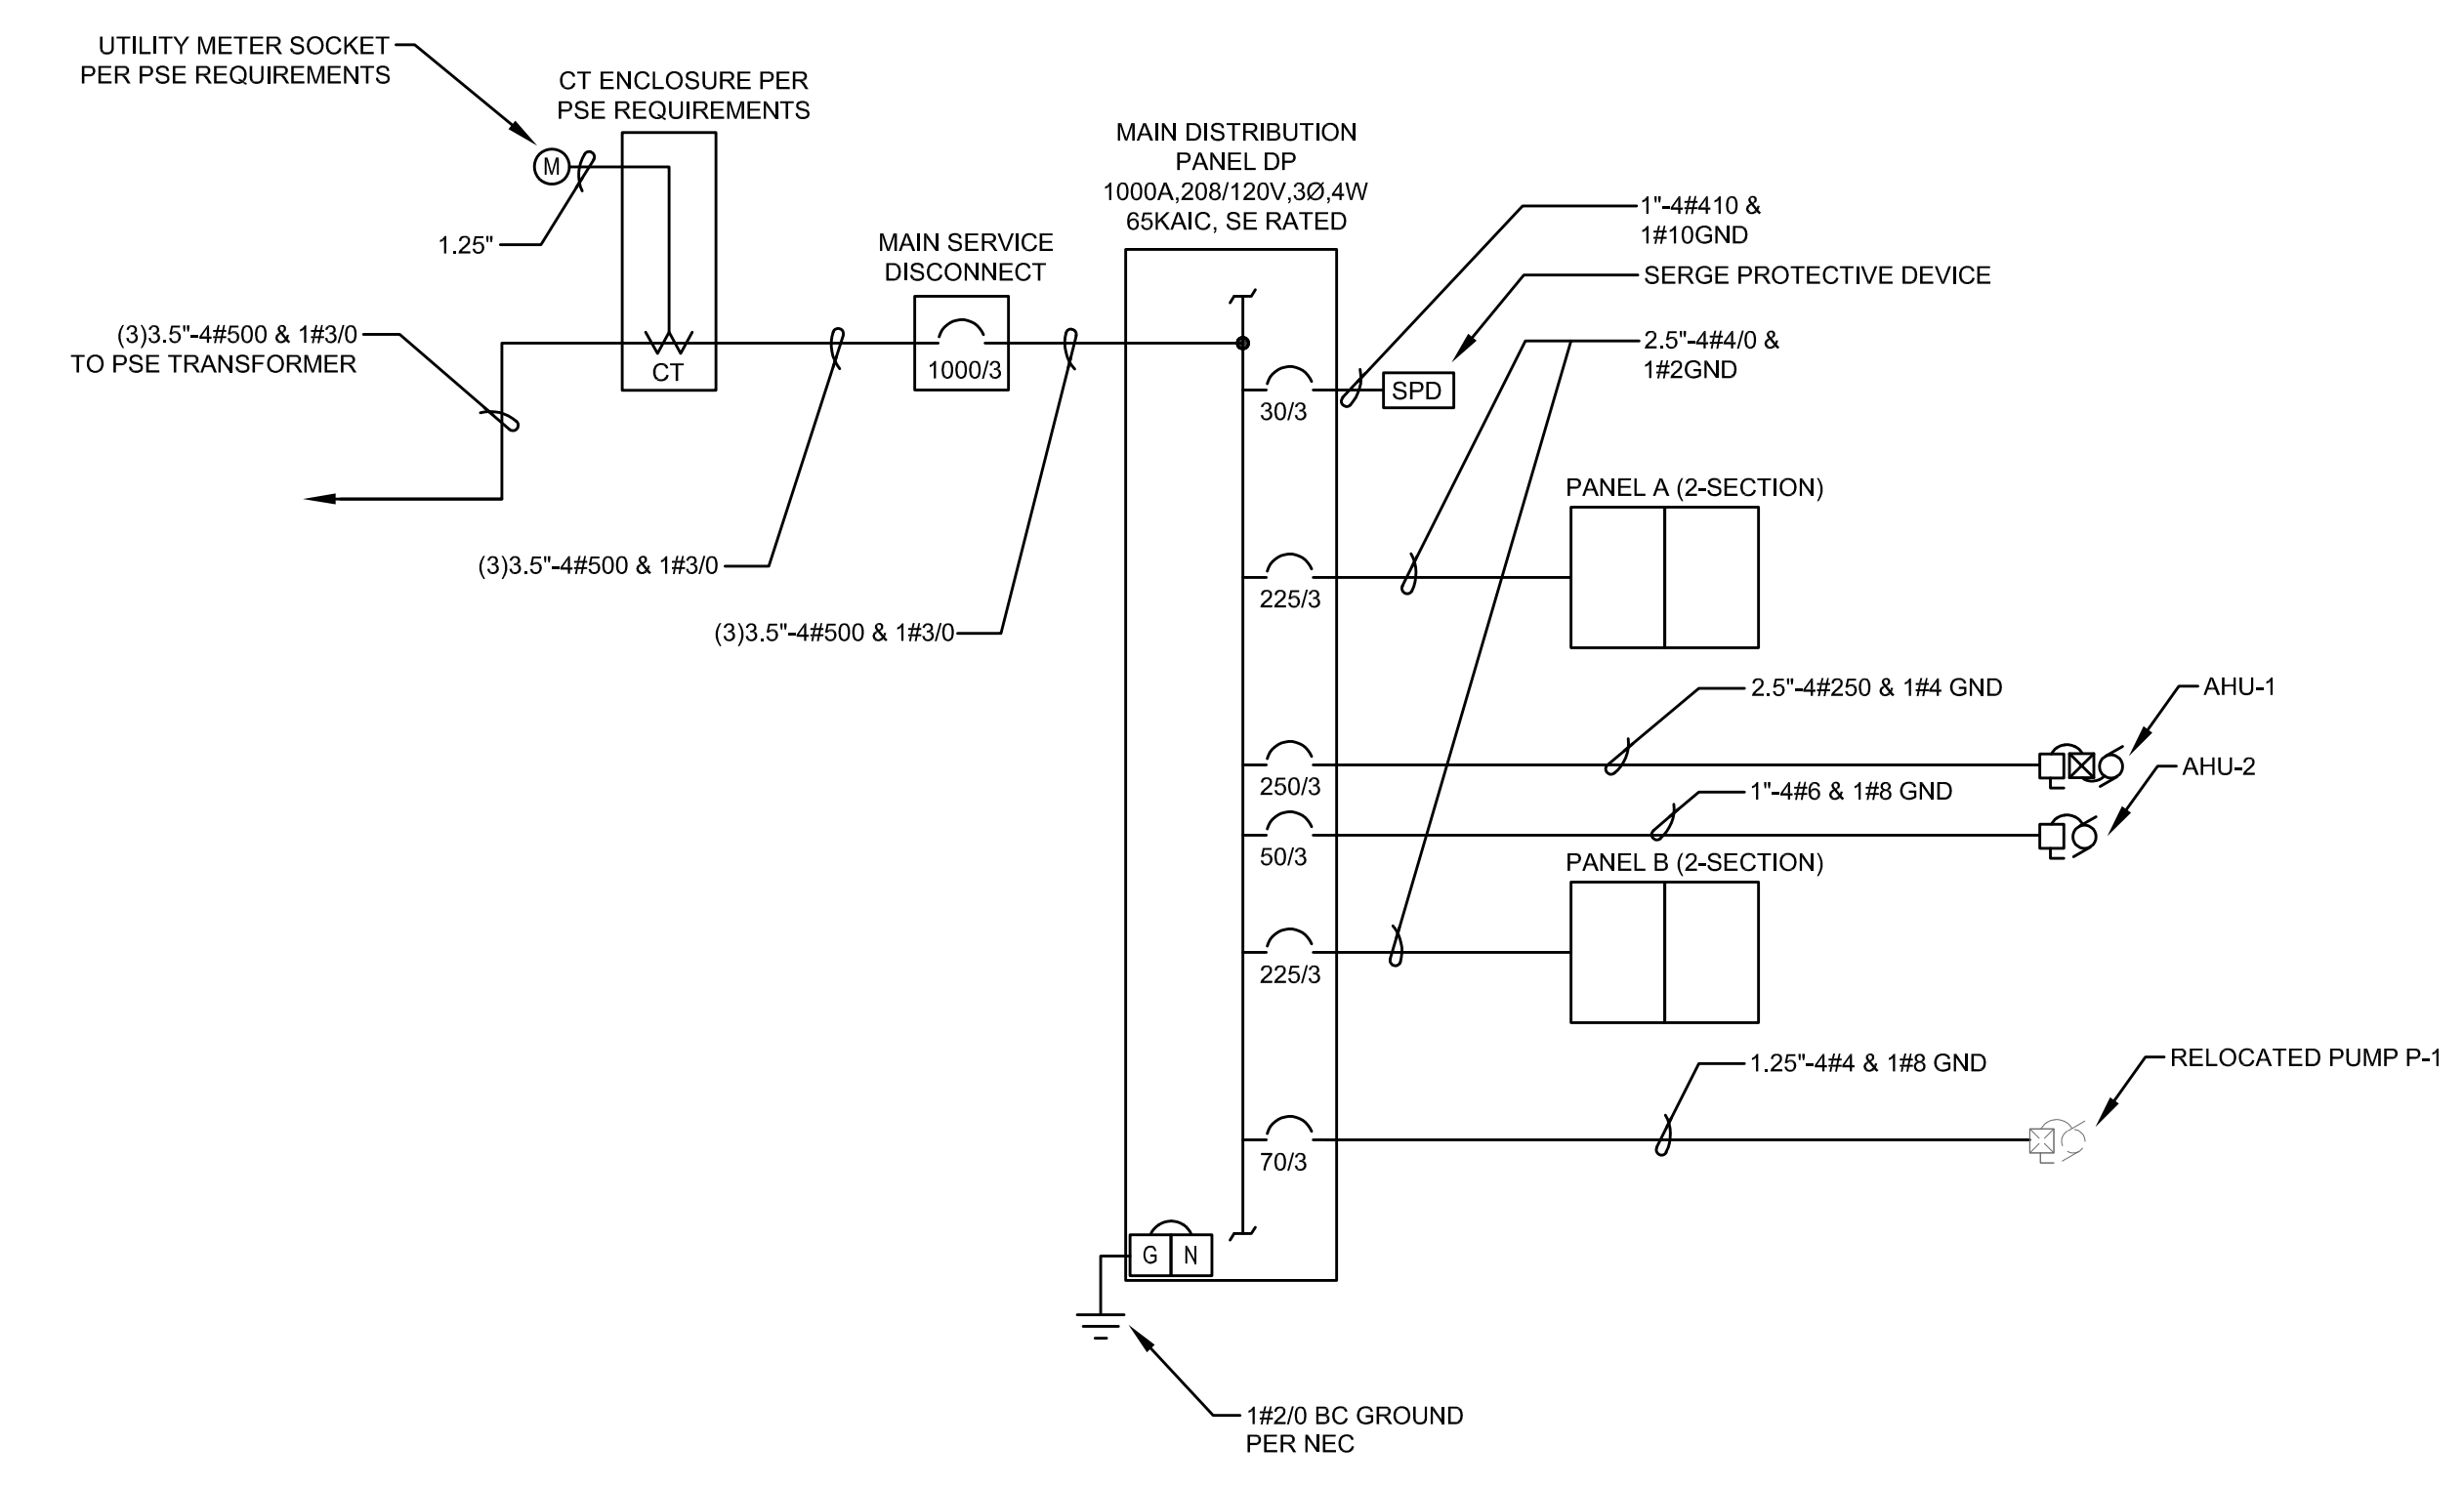 UTILITY METER SOCKET
PER PSE REQUIREMENTS
CT ENCLOSURE PER
PSE REQUIREMENTS
M
1.25"
(3)3.5"-4#500 & 1#3/0
TO PSE TRANSFORMER
CT
MAIN SERVICE
DISCONNECT
1000/3
(3)3.5"-4#500 & 1#3/0
(3)3.5"-4#500 & 1#3/0
MAIN DISTRIBUTION
PANEL DP
1000A,208/120V,3Ø,4W
65KAIC, SE RATED
1"-4#410 &
1#10GND
SERGE PROTECTIVE DEVICE
2.5"-4#4/0 &
1#2GND
SPD
30/3
PANEL A (2-SECTION)
225/3
2.5"-4#250 & 1#4 GND
AHU-1
250/3
1"-4#6 & 1#8 GND
AHU-2
50/3
PANEL B (2-SECTION)
225/3
1.25"-4#4 & 1#8 GND
RELOCATED PUMP P-1
70/3
G N
1#2/0 BC GROUND
PER NEC